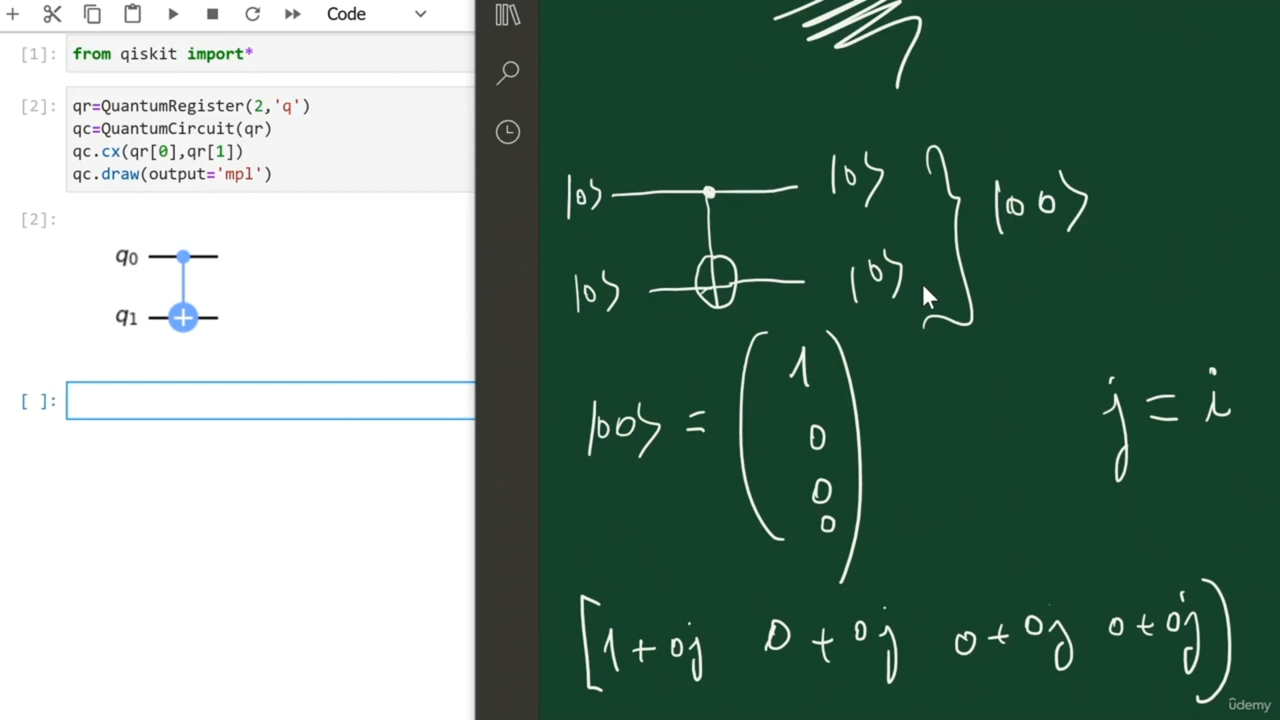 Code
[1]: from qiskit import*
[2]: qr=QuantumRegister(2,'q')
qc=QuantumCircuit(qr)
qc.cx(qr[0],qr[1])
qc.draw(output='mpl')
[2]:
q0
q1
[ ]:
|0⟩ |0⟩ } |00⟩
|0⟩ |0⟩
|00⟩ = ( 1
0
0
0 )
j = i
[1+0j 0+0j 0+0j 0+0j)
ûdemy